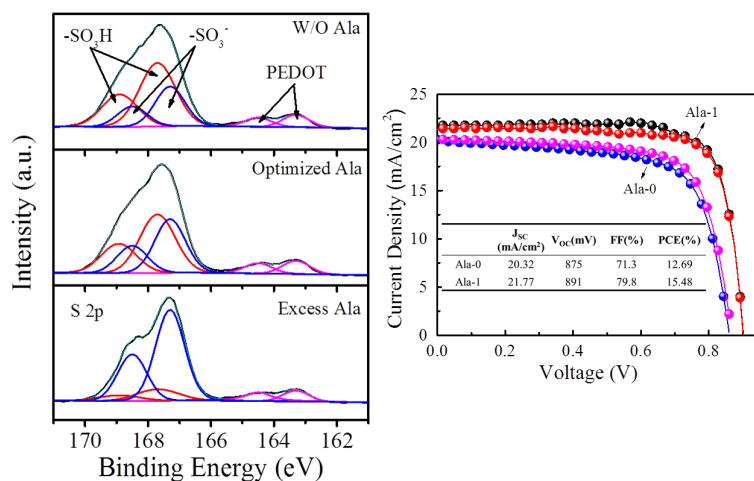 W/O Ala
-SO3H
-SO3-
PEDOT
Optimized Ala
S 2p
Excess Ala
Intensity (a.u.)
170 168 166 164 162
Binding Energy (eV)
25
20
15
10
5
0
Current Density (mA/cm2)
Ala-1
Ala-0
JSC (mA/cm2) VOC(mV) FF(%) PCE(%)
Ala-0 20.32 875 71.3 12.69
Ala-1 21.77 891 79.8 15.48
0.0 0.2 0.4 0.6 0.8
Voltage (V)